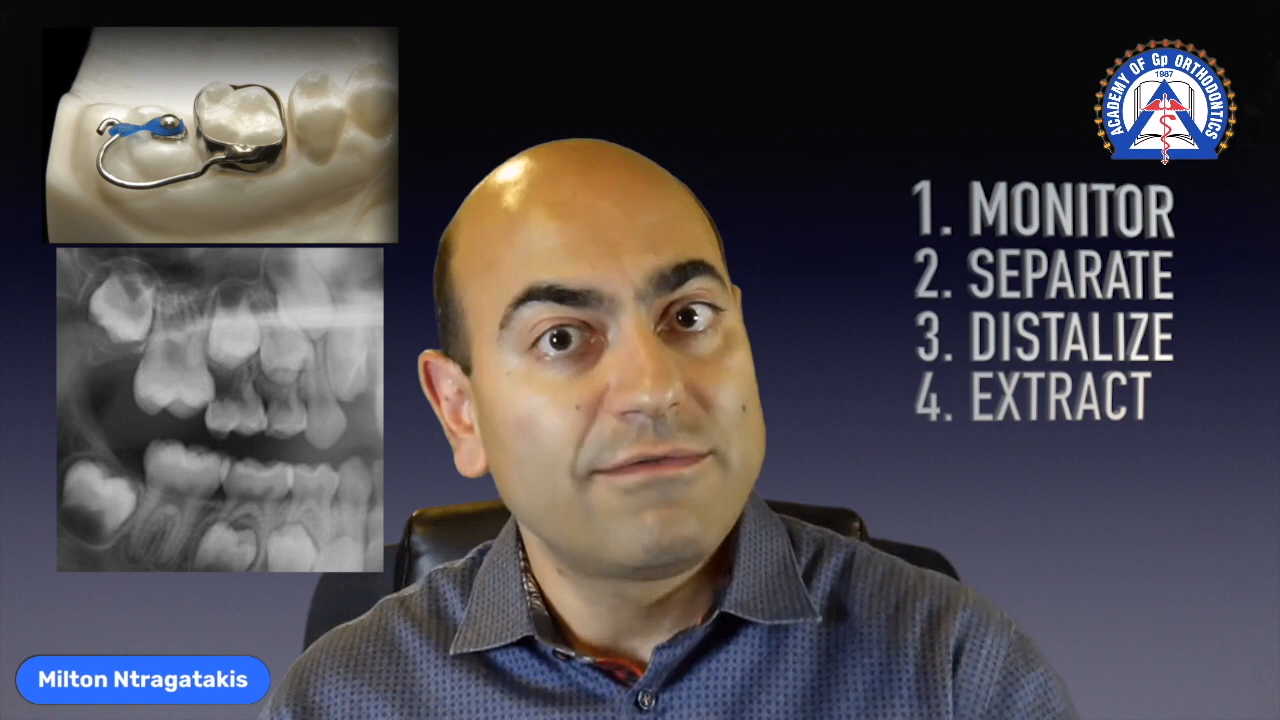 ACADEMY OF Gp ORTHODONTICS
1987
1. MONITOR
2. SEPARATE
3. DISTALIZE
4. EXTRACT
Milton Ntragatakis